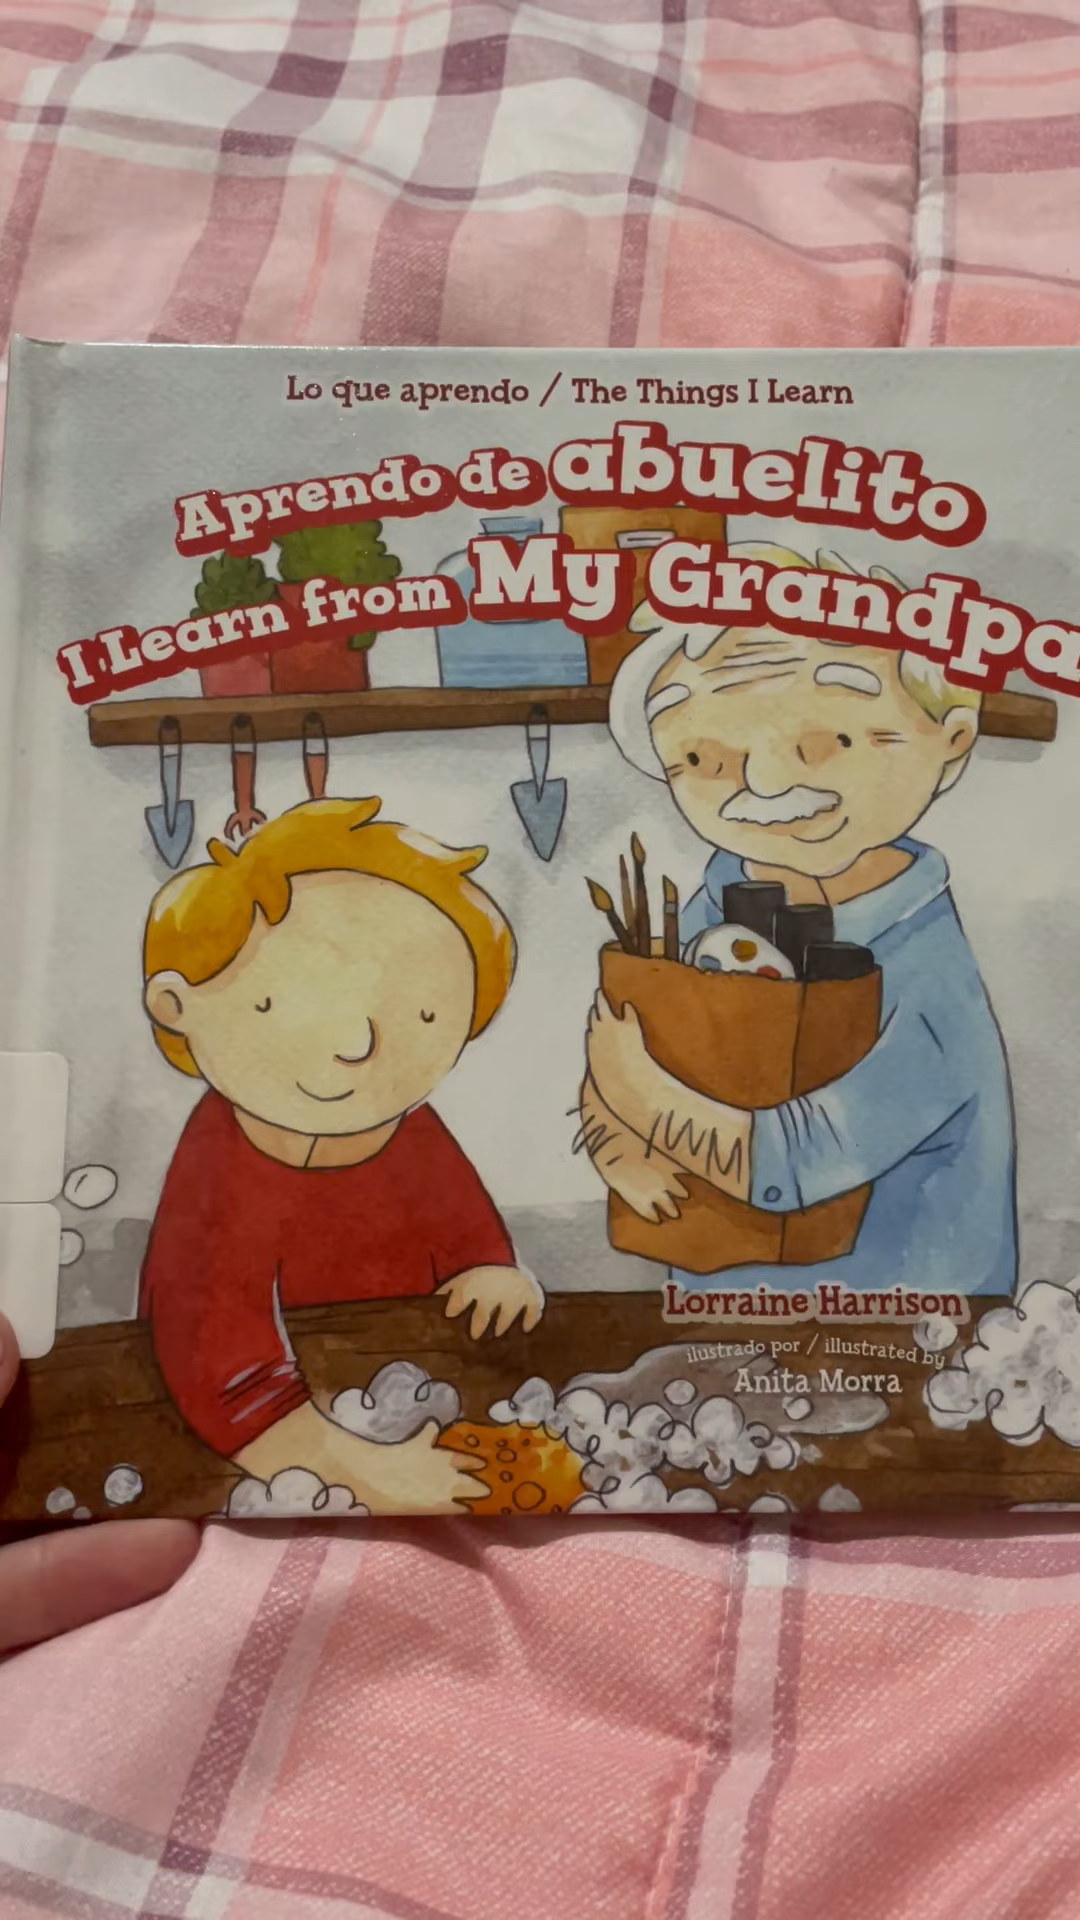 Lo que aprendo / The Things I Learn
Aprendo de abuelito
I Learn from My Grandpa
Lorraine Harrison
ilustrado por / illustrated by
Anita Morra